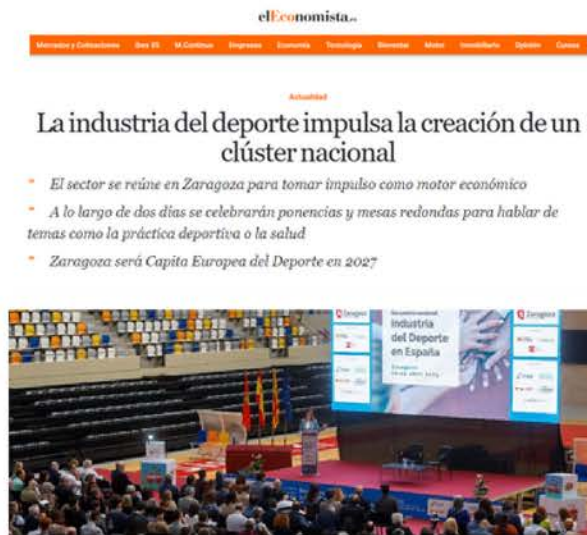 elEconomista.es
Mercados y Cotizaciones Ibex 35 M.Continuo Empresas Economía Tecnología Bienestar Motor Inmobiliario Opinión Cursos
Actualidad
La industria del deporte impulsa la creación de un
clúster nacional
El sector se reúne en Zaragoza para tomar impulso como motor económico
A lo largo de dos días se celebrarán ponencias y mesas redondas para hablar de
temas como la práctica deportiva o la salud
Zaragoza será Capita Europea del Deporte en 2027
Zaragoza
Industria
del Deporte
en España
Zaragoza